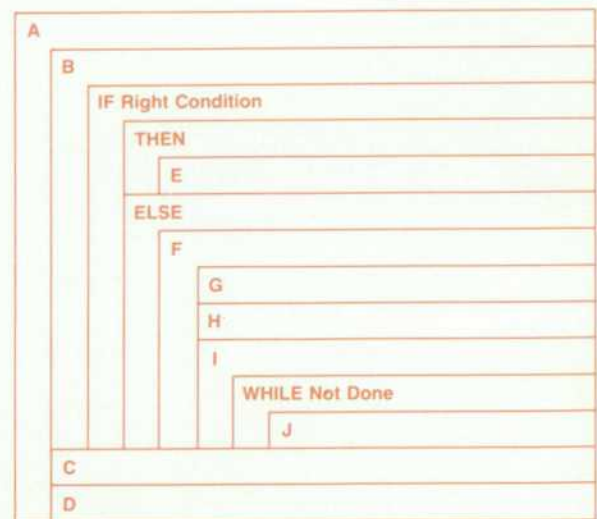 A
B
IF Right Condition
THEN
E
ELSE
F
G
H
I
WHILE Not Done
J
C
D